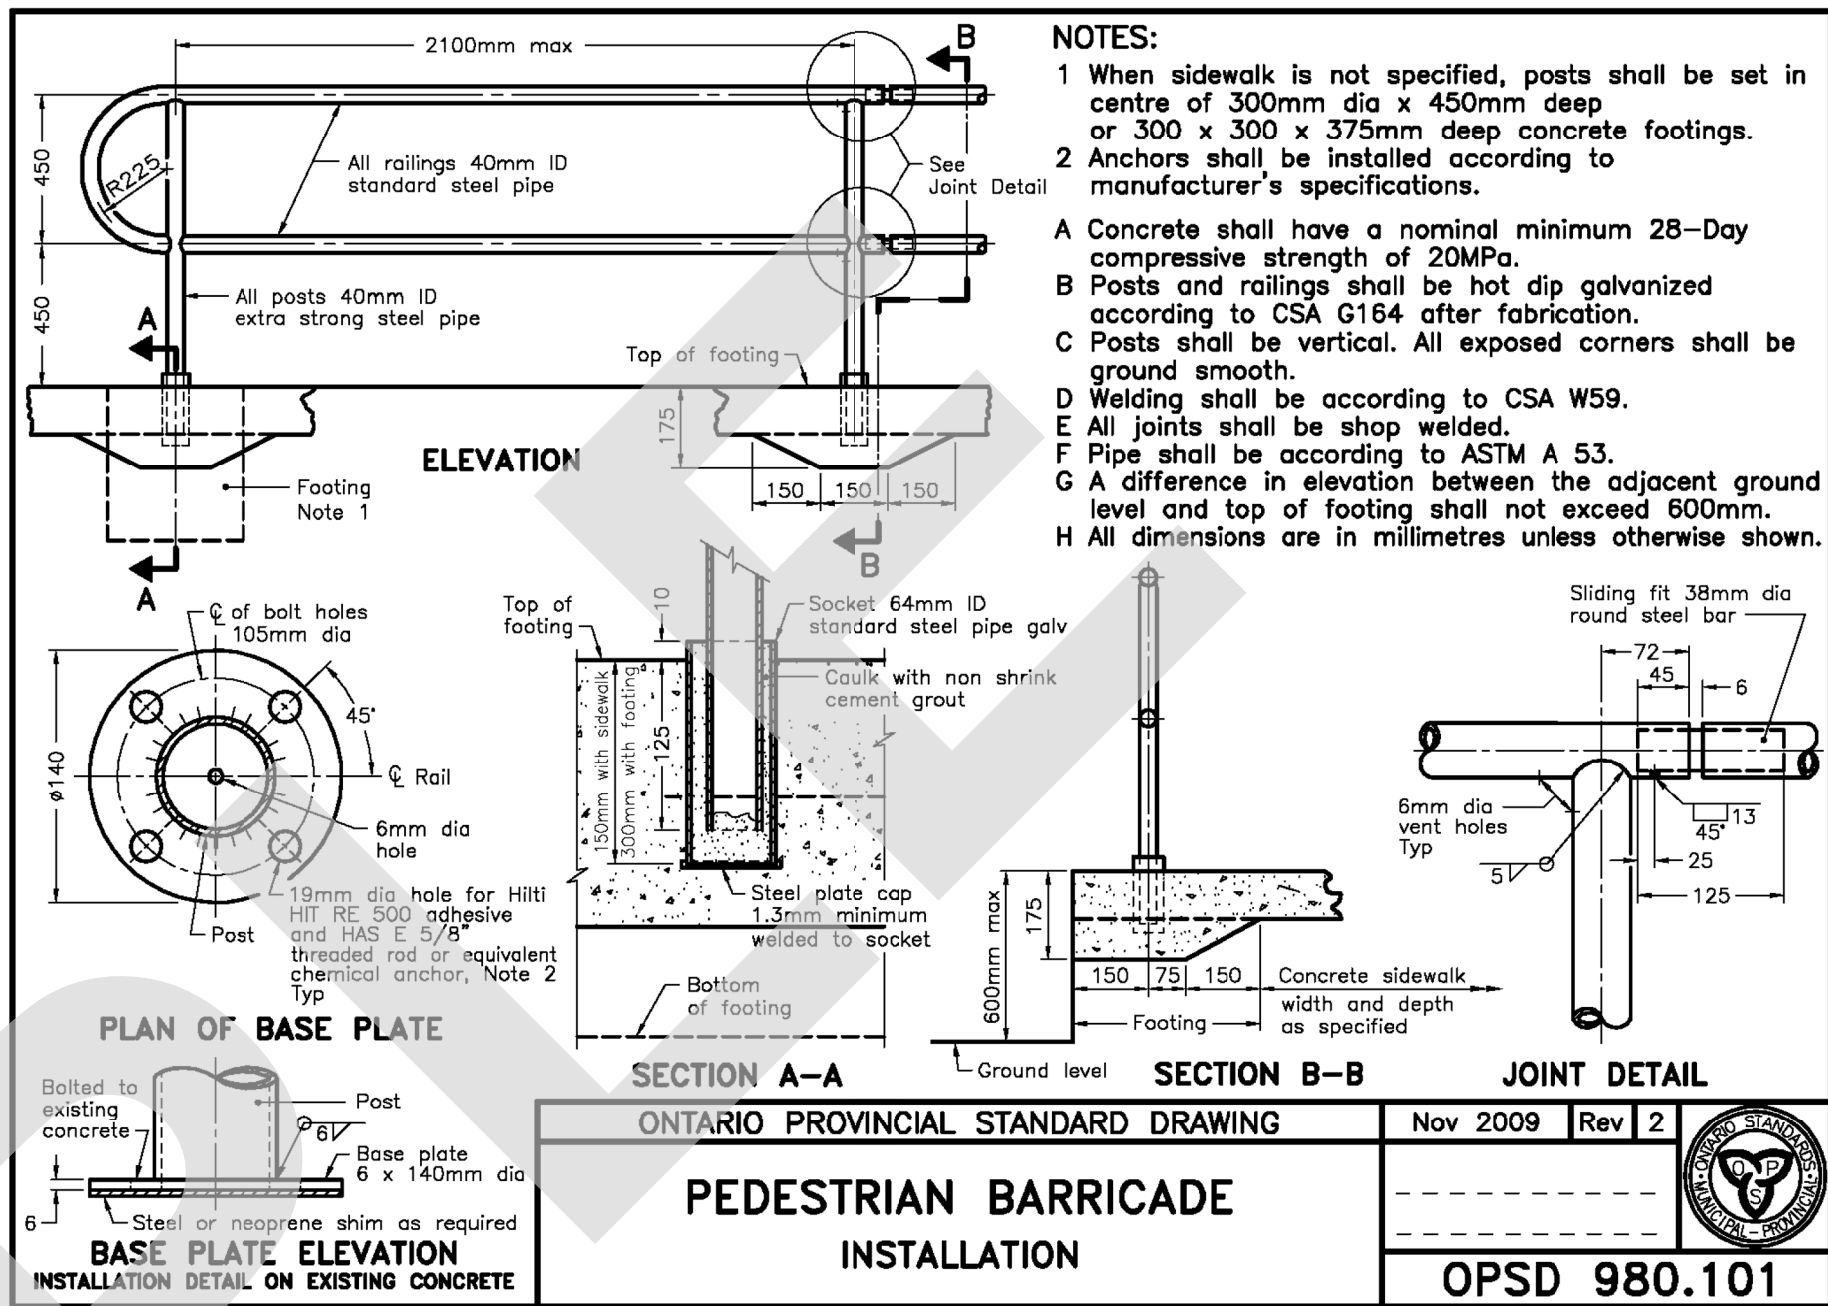 2100mm max
B
450
R225
All railings 40mm ID
standard steel pipe
See
Joint Detail
450
All posts 40mm ID
extra strong steel pipe
A
Top of footing
175
ELEVATION
150
150
150
Footing
Note 1
A
B
NOTES:
1 When sidewalk is not specified, posts shall be set in
centre of 300mm dia x 450mm deep
or 300 x 300 x 375mm deep concrete footings.
2 Anchors shall be installed according to
manufacturer's specifications.
A Concrete shall have a nominal minimum 28-Day
compressive strength of 20MPa.
B Posts and railings shall be hot dip galvanized
according to CSA G164 after fabrication.
C Posts shall be vertical. All exposed corners shall be
ground smooth.
D Welding shall be according to CSA W59.
E All joints shall be shop welded.
F Pipe shall be according to ASTM A 53.
G A difference in elevation between the adjacent ground
level and top of footing shall not exceed 600mm.
H All dimensions are in millimetres unless otherwise shown.
℄ of bolt holes
105mm dia
45°
ø140
℄ Rail
6mm dia
hole
19mm dia hole for Hilti
HIT RE 500 adhesive
and HAS E 5/8"
threaded rod or equivalent
chemical anchor, Note 2
Typ
Post
PLAN OF BASE PLATE
Top of
footing
10
Socket 64mm ID
standard steel pipe galv
Caulk with non shrink
cement grout
150mm with sidewalk
300mm with footing
125
Steel plate cap
1.3mm minimum
welded to socket
Bottom
of footing
SECTION A-A
600mm max
175
150
75
150
Concrete sidewalk
width and depth
as specified
Footing
Ground level
SECTION B-B
Sliding fit 38mm dia
round steel bar
72
45
6
6mm dia
vent holes
Typ
13
45°
5
25
125
JOINT DETAIL
Bolted to
existing
concrete
Post
6
Base plate
6 x 140mm dia
6
Steel or neoprene shim as required
BASE PLATE ELEVATION
INSTALLATION DETAIL ON EXISTING CONCRETE
ONTARIO PROVINCIAL STANDARD DRAWING
Nov 2009
Rev
2
PEDESTRIAN BARRICADE
INSTALLATION
ONTARIO STANDARDS
MUNICIPAL-PROVINCIAL
O P
S
OPSD 980.101